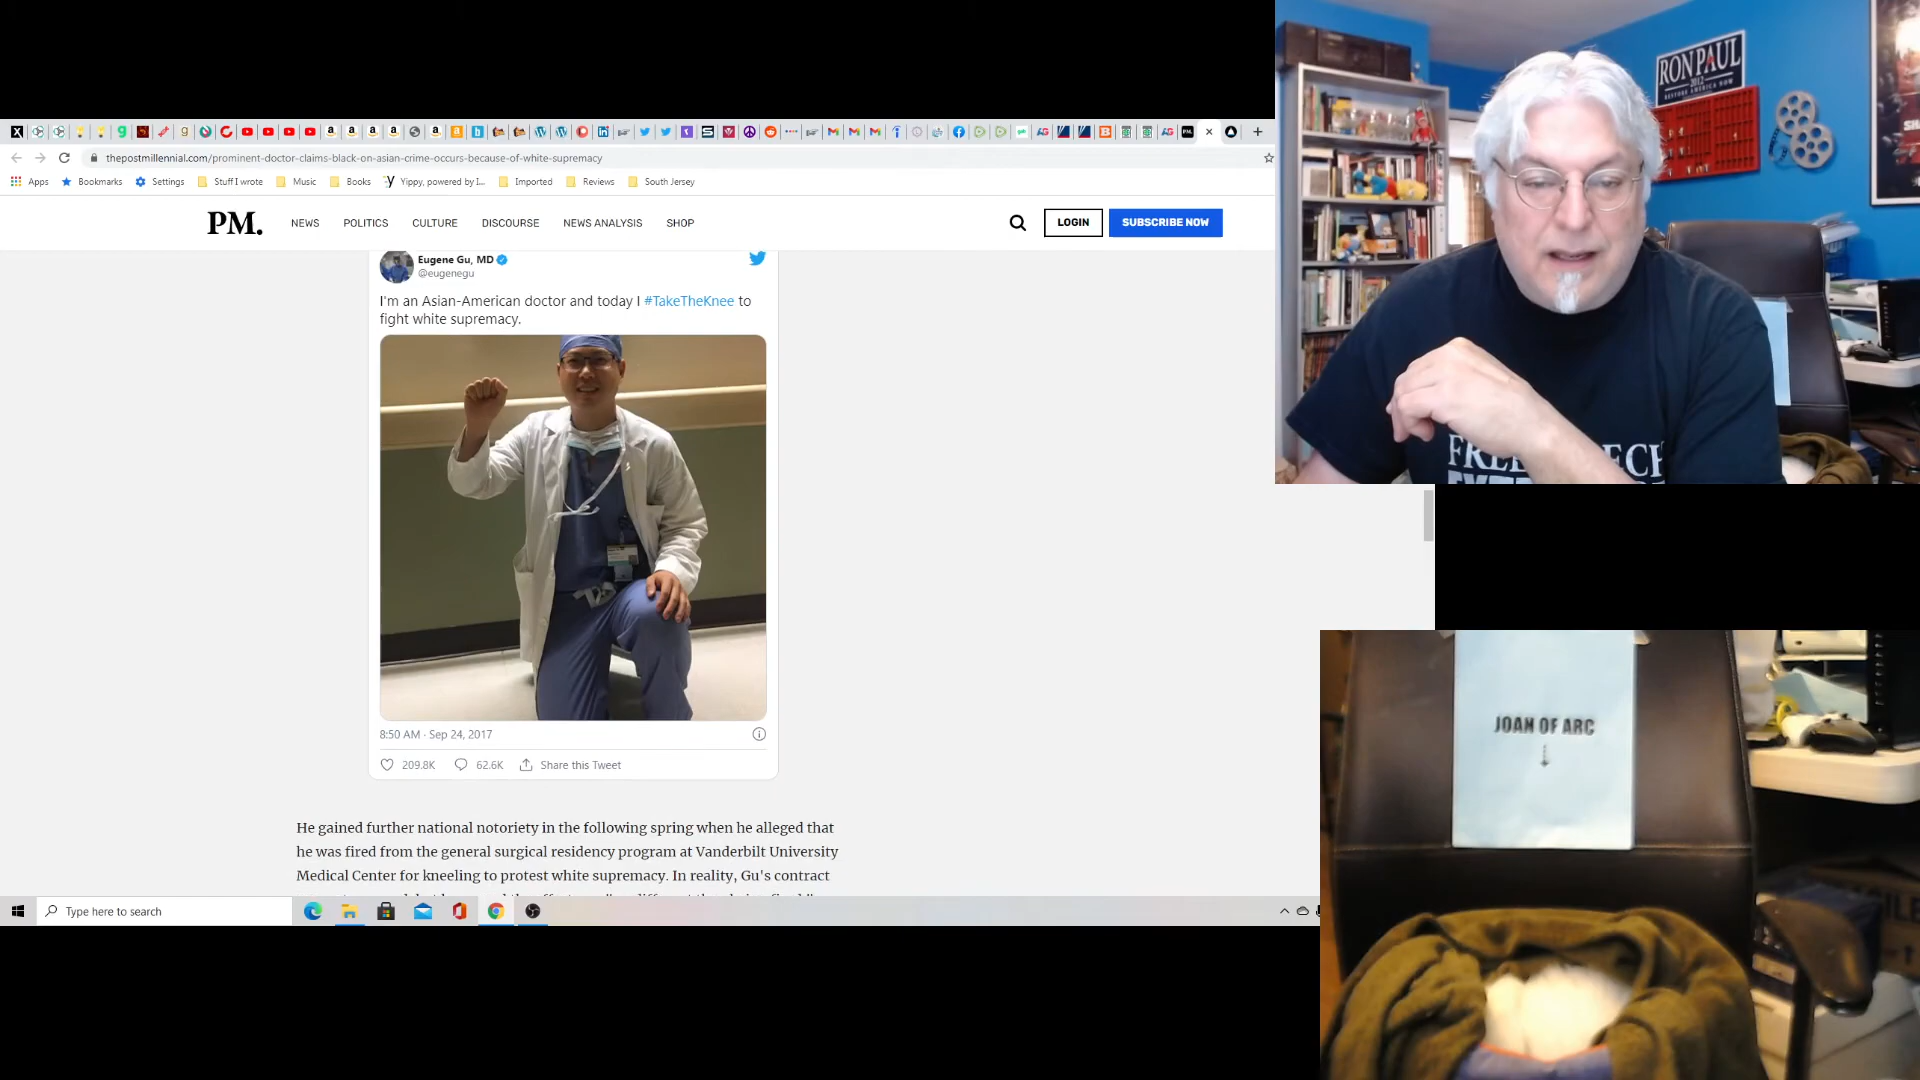 thepostmillennial.com/prominent-doctor-claims-black-on-asian-crime-occurs-because-of-white-supremacy
Apps Bookmarks Settings Stuff I wrote Music Books Yippy, powered by I... Imported Reviews South Jersey
PM. NEWS POLITICS CULTURE DISCOURSE NEWS ANALYSIS SHOP LOGIN SUBSCRIBE NOW
Eugene Gu, MD
@eugenegu
I'm an Asian-American doctor and today I #TakeTheKnee to
fight white supremacy.
8:50 AM · Sep 24, 2017
209.8K 62.6K Share this Tweet
He gained further national notoriety in the following spring when he alleged that
he was fired from the general surgical residency program at Vanderbilt University
Medical Center for kneeling to protest white supremacy. In reality, Gu's contract
Type here to search
RON PAUL
2012
RESTORE AMERICA NOW
JOAN OF ARC